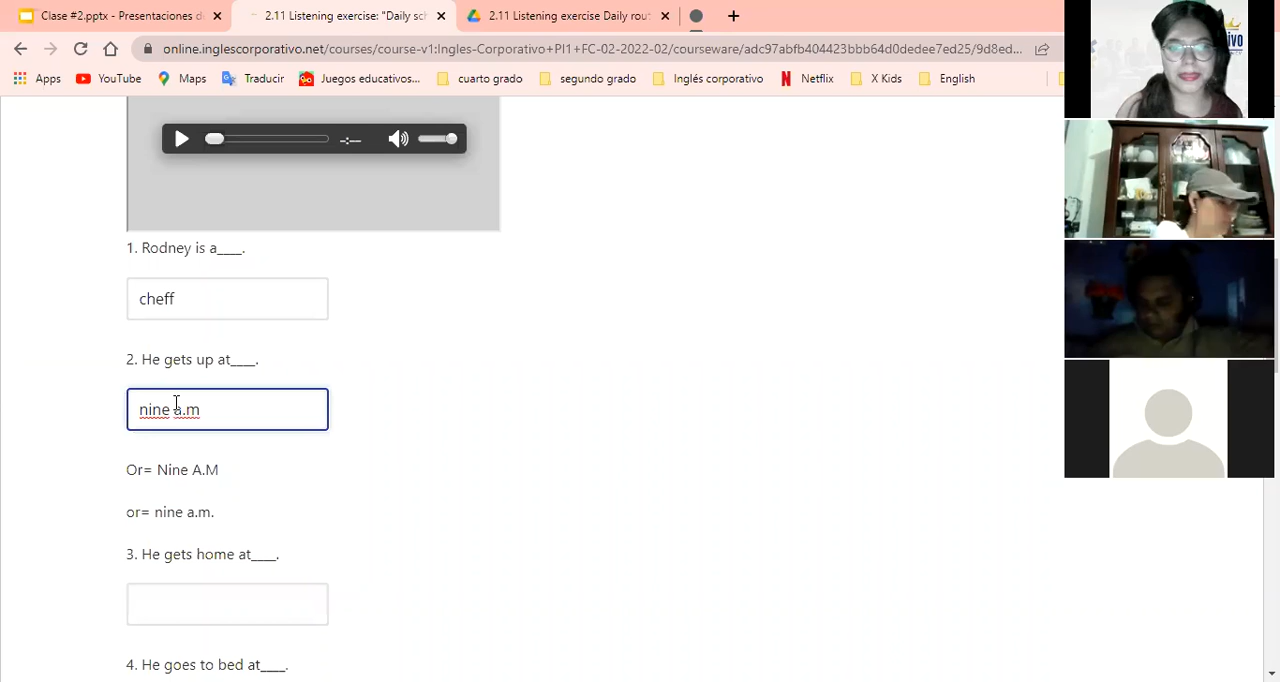 Clase #2.pptx - Presentaciones d
2.11 Listening exercise: "Daily sch
2.11 Listening exercise Daily rout
online.inglescorporativo.net/courses/course-v1:Ingles-Corporativo+PI1+FC-02-2022-02/courseware/adc97abfb404423bbb64d0dedee7ed25/9d8ed...
Apps
YouTube
Maps
Traducir
Juegos educativos...
cuarto grado
segundo grado
Inglés corporativo
Netflix
X Kids
English
ivo
1. Rodney is a____.
cheff
2. He gets up at____.
nine a.m
Or= Nine A.M
or= nine a.m.
3. He gets home at____.
4. He goes to bed at____.